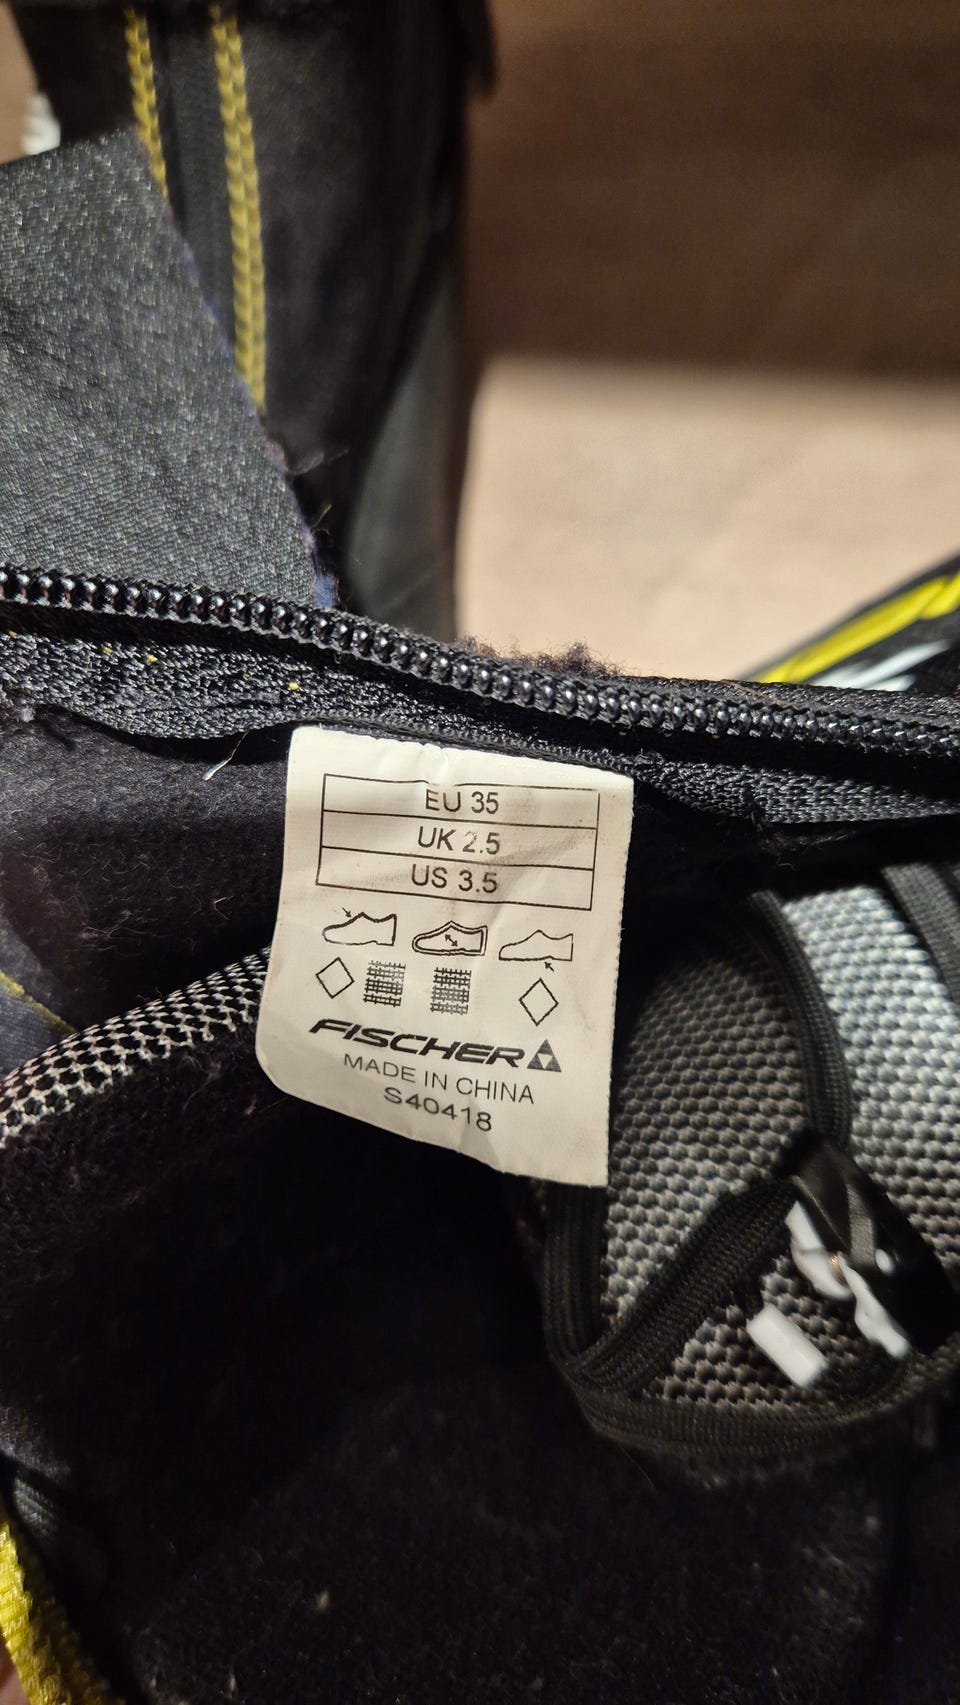 EU 35
UK 2.5
US 3.5
FISCHER
MADE IN CHINA
S40418